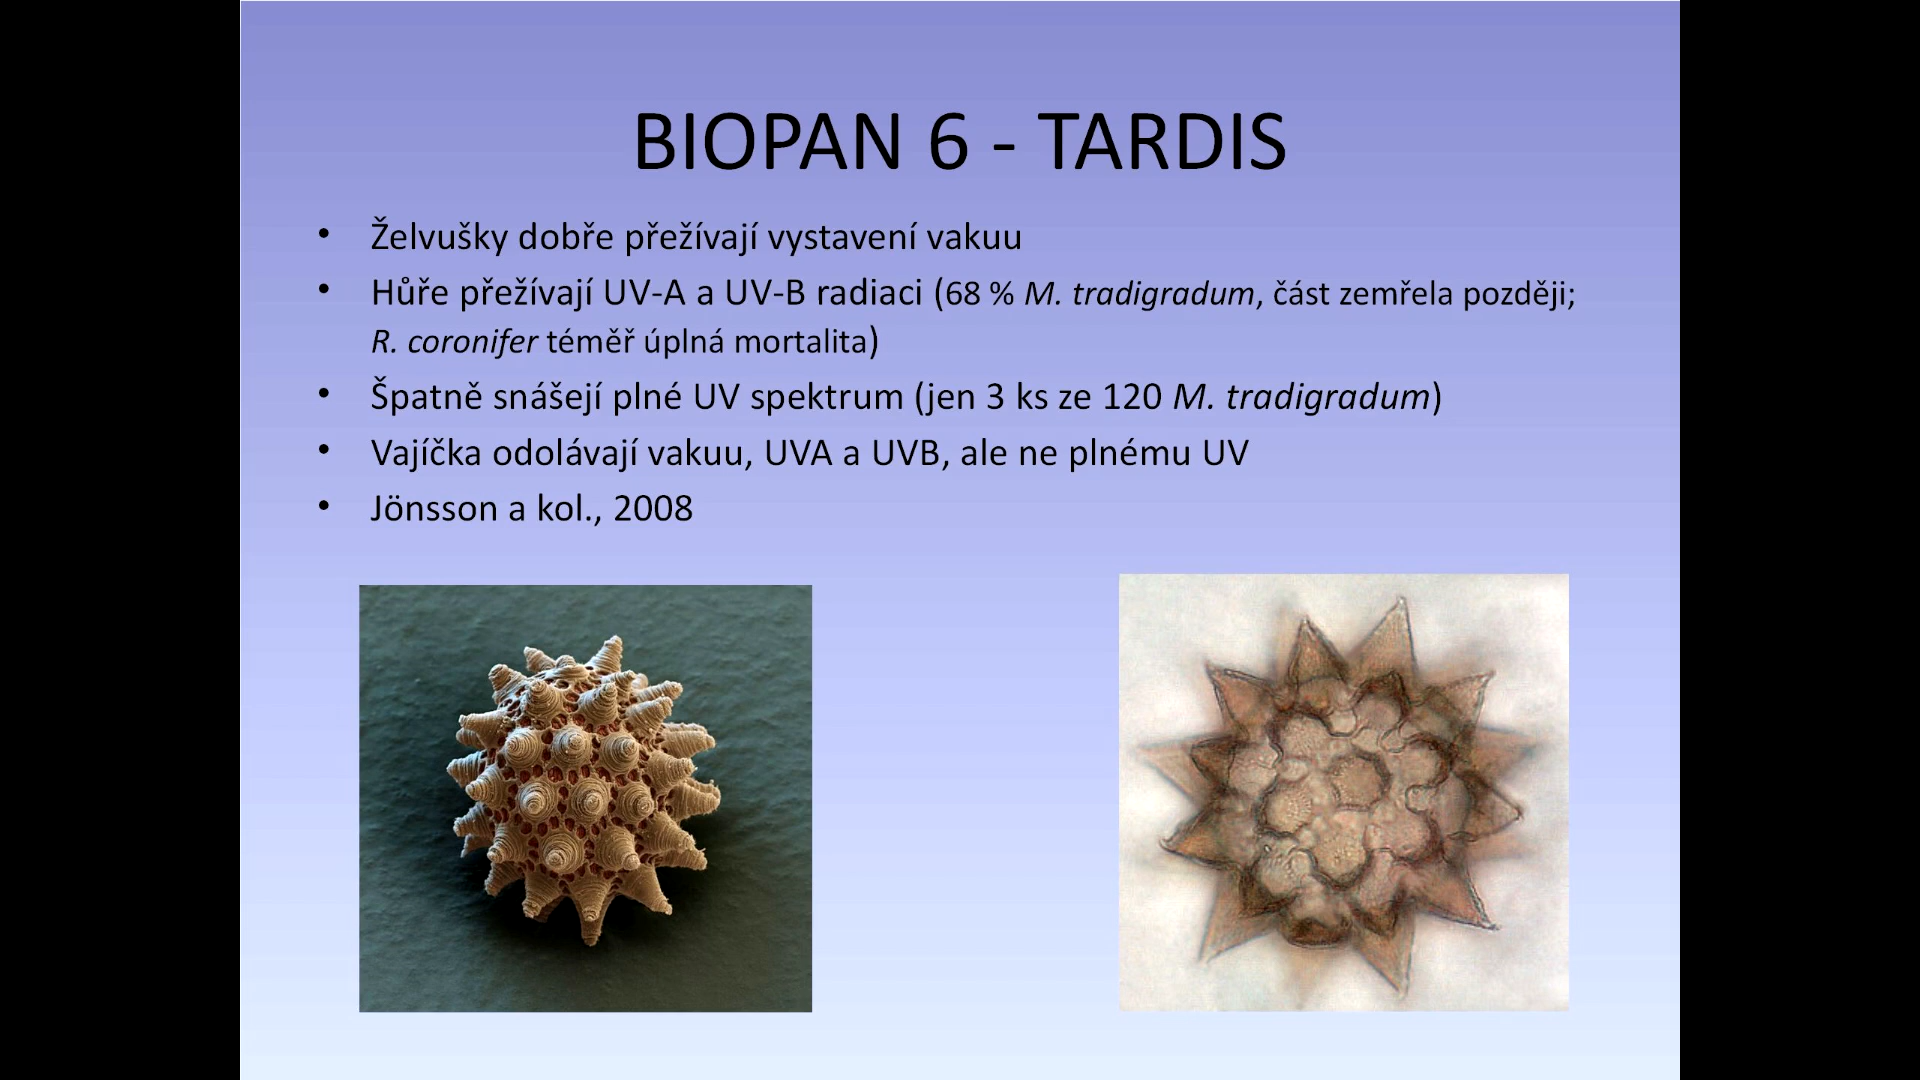 BIOPAN 6 - TARDIS
• Želvušky dobře přežívají vystavení vakuu
• Hůře přežívají UV-A a UV-B radiaci (68 % M. tradigradum, část zemřela později;
R. coronifer téměř úplná mortalita)
• Špatně snášejí plné UV spektrum (jen 3 ks ze 120 M. tradigradum)
• Vajíčka odolávají vakuu, UVA a UVB, ale ne plnému UV
• Jönsson a kol., 2008